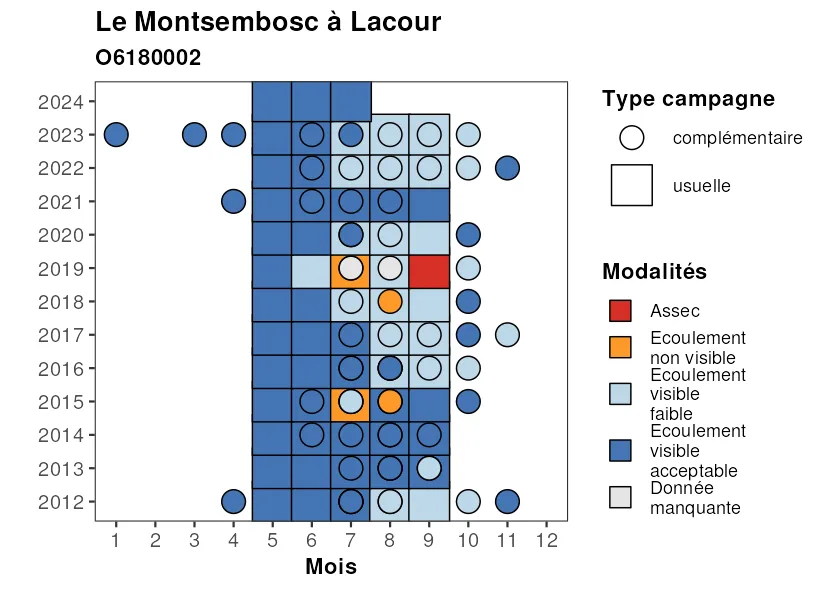 Le Montsembosc à Lacour
O6180002
2024
2023
2022
2021
2020
2019
2018
2017
2016
2015
2014
2013
2012
1 2 3 4 5 6 7 8 9 10 11 12
Mois
Type campagne
complémentaire
usuelle
Modalités
Assec
Ecoulement
non visible
Ecoulement
visible
faible
Ecoulement
visible
acceptable
Donnée
manquante